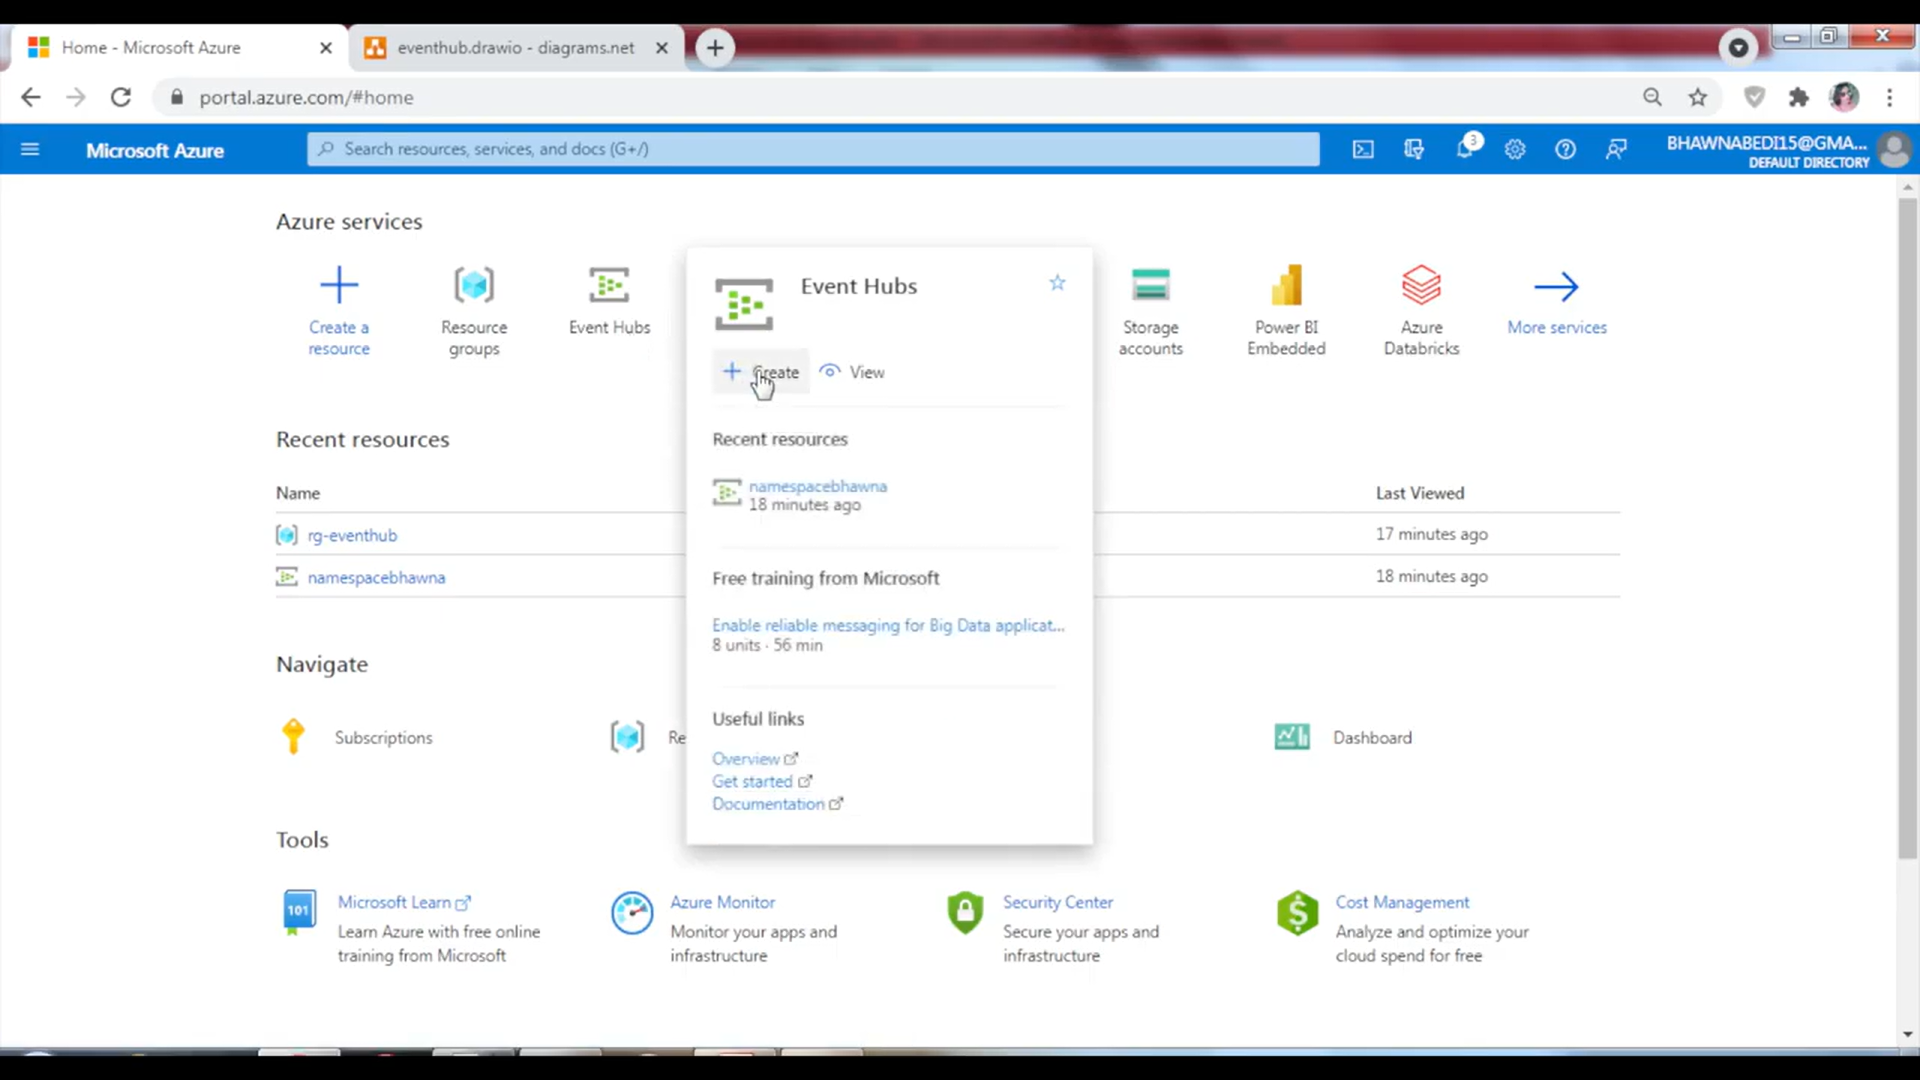 Home - Microsoft Azure
eventhub.drawio - diagrams.net
portal.azure.com/#home
Microsoft Azure
Search resources, services, and docs (G+/)
3
BHAWNABEDI15@GMA...
DEFAULT DIRECTORY
Azure services
Create a
resource
Resource
groups
Event Hubs
Storage
accounts
Power BI
Embedded
Azure
Databricks
More services
Event Hubs
Create
View
Recent resources
namespacebhawna
18 minutes ago
Free training from Microsoft
Enable reliable messaging for Big Data applicat...
8 units · 56 min
Useful links
Overview
Get started
Documentation
Recent resources
Name
Last Viewed
rg-eventhub
17 minutes ago
namespacebhawna
18 minutes ago
Navigate
Subscriptions
Re
Dashboard
Tools
101
Microsoft Learn
Learn Azure with free online
training from Microsoft
Azure Monitor
Monitor your apps and
infrastructure
Security Center
Secure your apps and
infrastructure
Cost Management
Analyze and optimize your
cloud spend for free